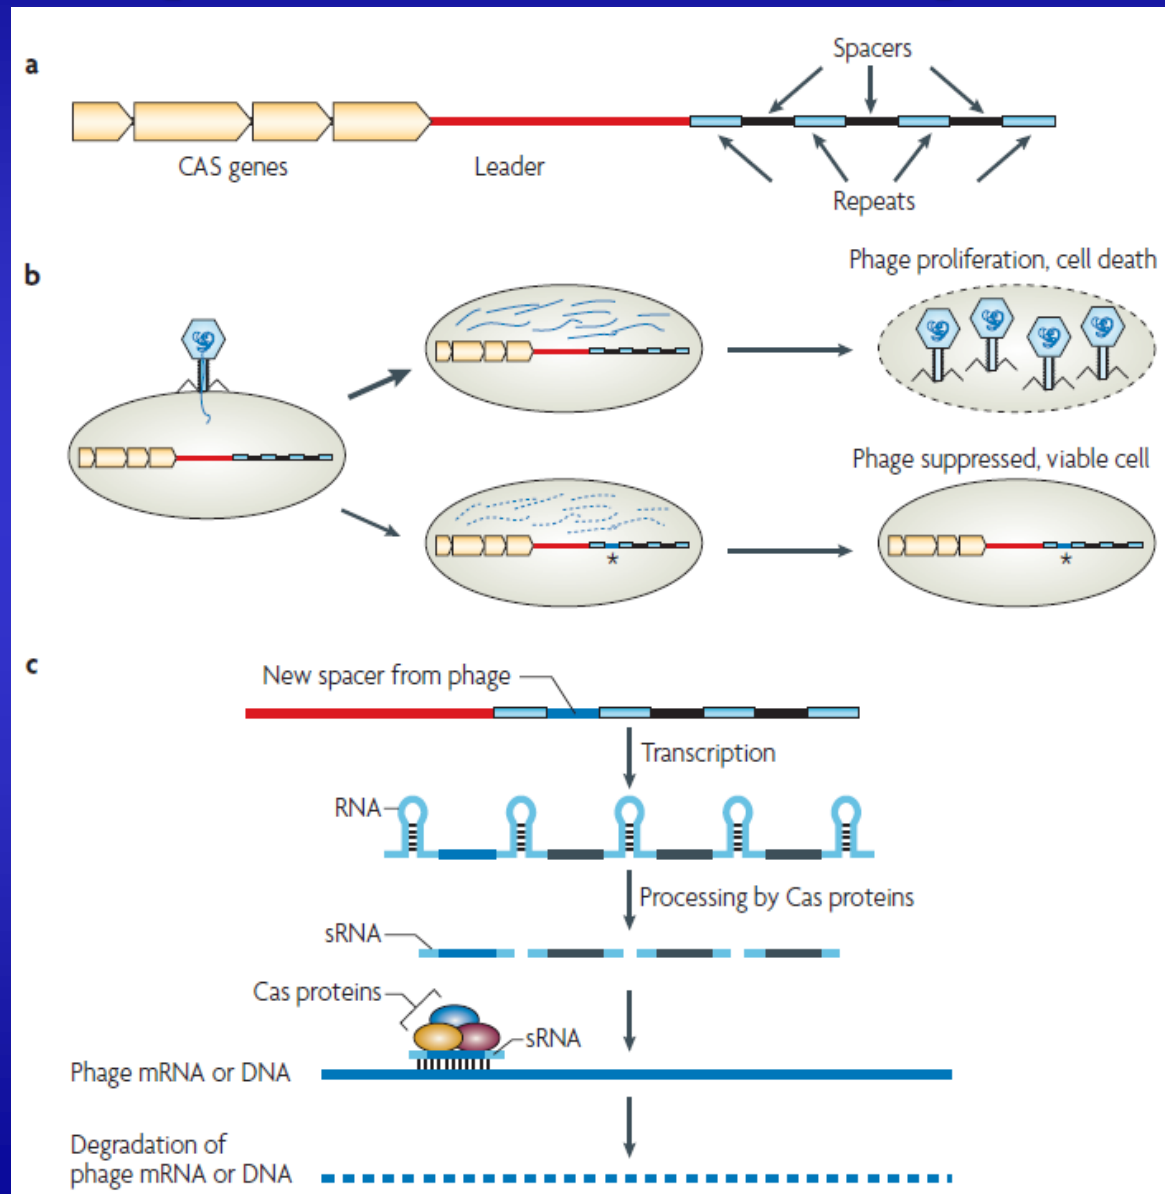 a
Spacers
CAS genes
Leader
Repeats
b
Phage proliferation, cell death
Phage suppressed, viable cell
*
*
c
New spacer from phage
Transcription
RNA
Processing by Cas proteins
sRNA
Cas proteins
sRNA
Phage mRNA or DNA
Degradation of
phage mRNA or DNA